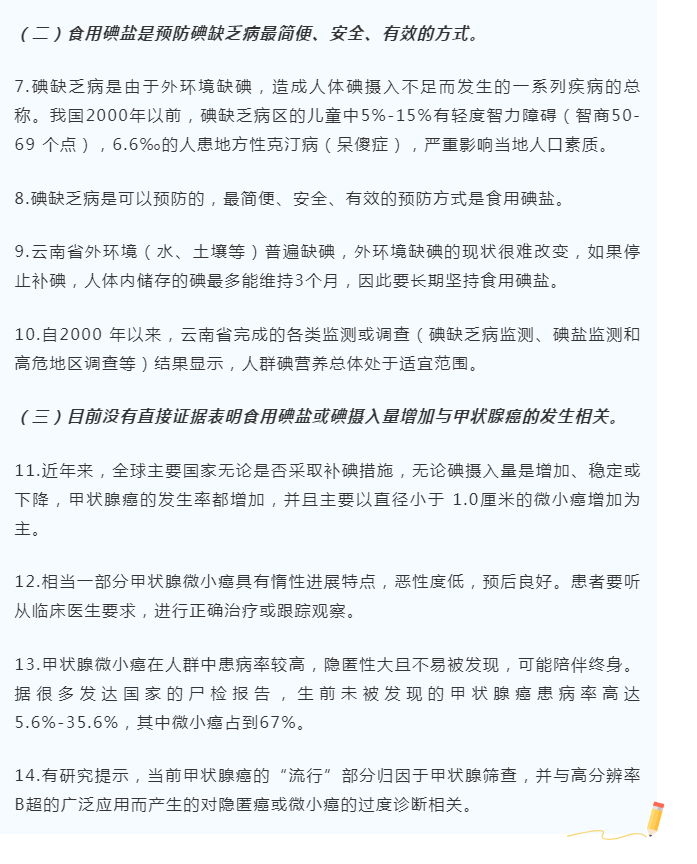 （二）食用碘盐是预防碘缺乏病最简便、安全、有效的方式。
7.碘缺乏病是由于外环境缺碘，造成人体碘摄入不足而发生的一系列疾病的总
称。我国2000年以前，碘缺乏病区的儿童中5%-15%有轻度智力障碍（智商50-
69 个点），6.6‰的人患地方性克汀病（呆傻症），严重影响当地人口素质。
8.碘缺乏病是可以预防的，最简便、安全、有效的预防方式是食用碘盐。
9.云南省外环境（水、土壤等）普遍缺碘，外环境缺碘的现状很难改变，如果停
止补碘，人体内储存的碘最多能维持3个月，因此要长期坚持食用碘盐。
10.自2000 年以来，云南省完成的各类监测或调查（碘缺乏病监测、碘盐监测和
高危地区调查等）结果显示，人群碘营养总体处于适宜范围。
（三）目前没有直接证据表明食用碘盐或碘摄入量增加与甲状腺癌的发生相关。
11.近年来，全球主要国家无论是否采取补碘措施，无论碘摄入量是增加、稳定或
下降，甲状腺癌的发生率都增加，并且主要以直径小于 1.0厘米的微小癌增加为
主。
12.相当一部分甲状腺微小癌具有惰性进展特点，恶性度低，预后良好。患者要听
从临床医生要求，进行正确治疗或跟踪观察。
13.甲状腺微小癌在人群中患病率较高，隐匿性大且不易被发现，可能陪伴终身。
据很多发达国家的尸检报告，生前未被发现的甲状腺癌患病率高达
5.6%-35.6%，其中微小癌占到67%。
14.有研究提示，当前甲状腺癌的“流行”部分归因于甲状腺筛查，并与高分辨率
B超的广泛应用而产生的对隐匿癌或微小癌的过度诊断相关。